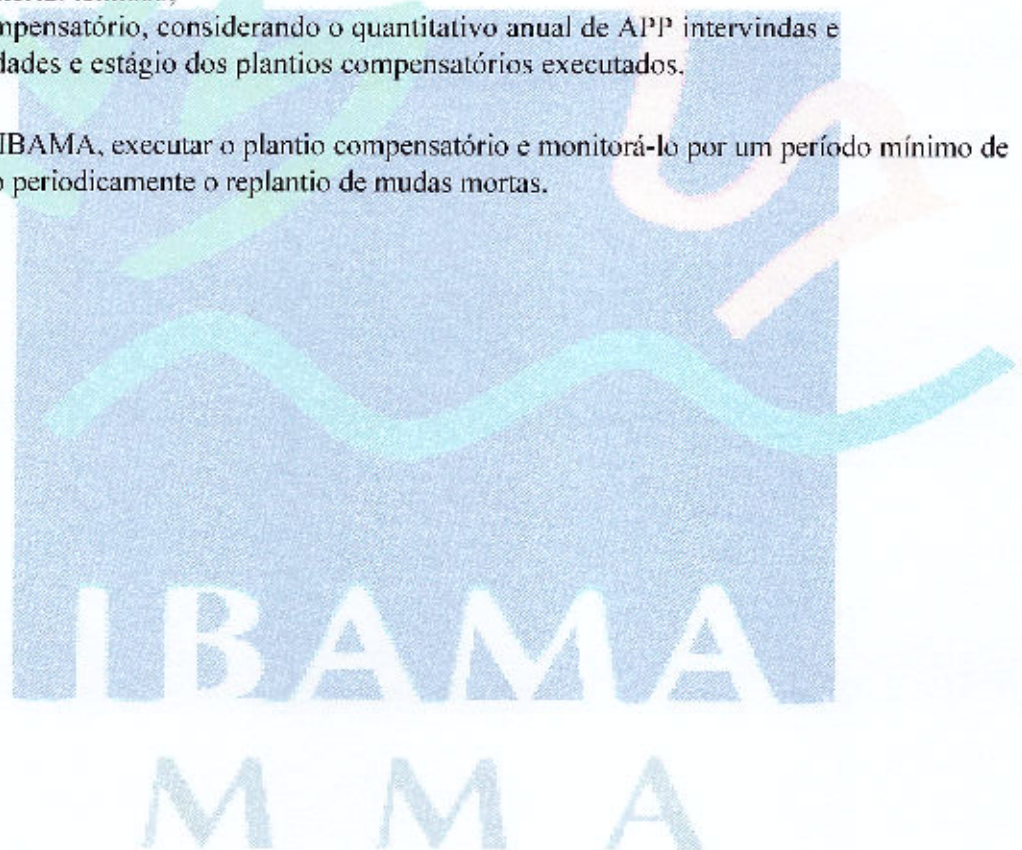 mpensatório, considerando o quantitativo anual de APP intervindas e
dades e estágio dos plantios compensatórios executados.
IBAMA, executar o plantio compensatório e monitorá-lo por um período mínimo de
o periodicamente o replantio de mudas mortas.
IBAMA
M M A